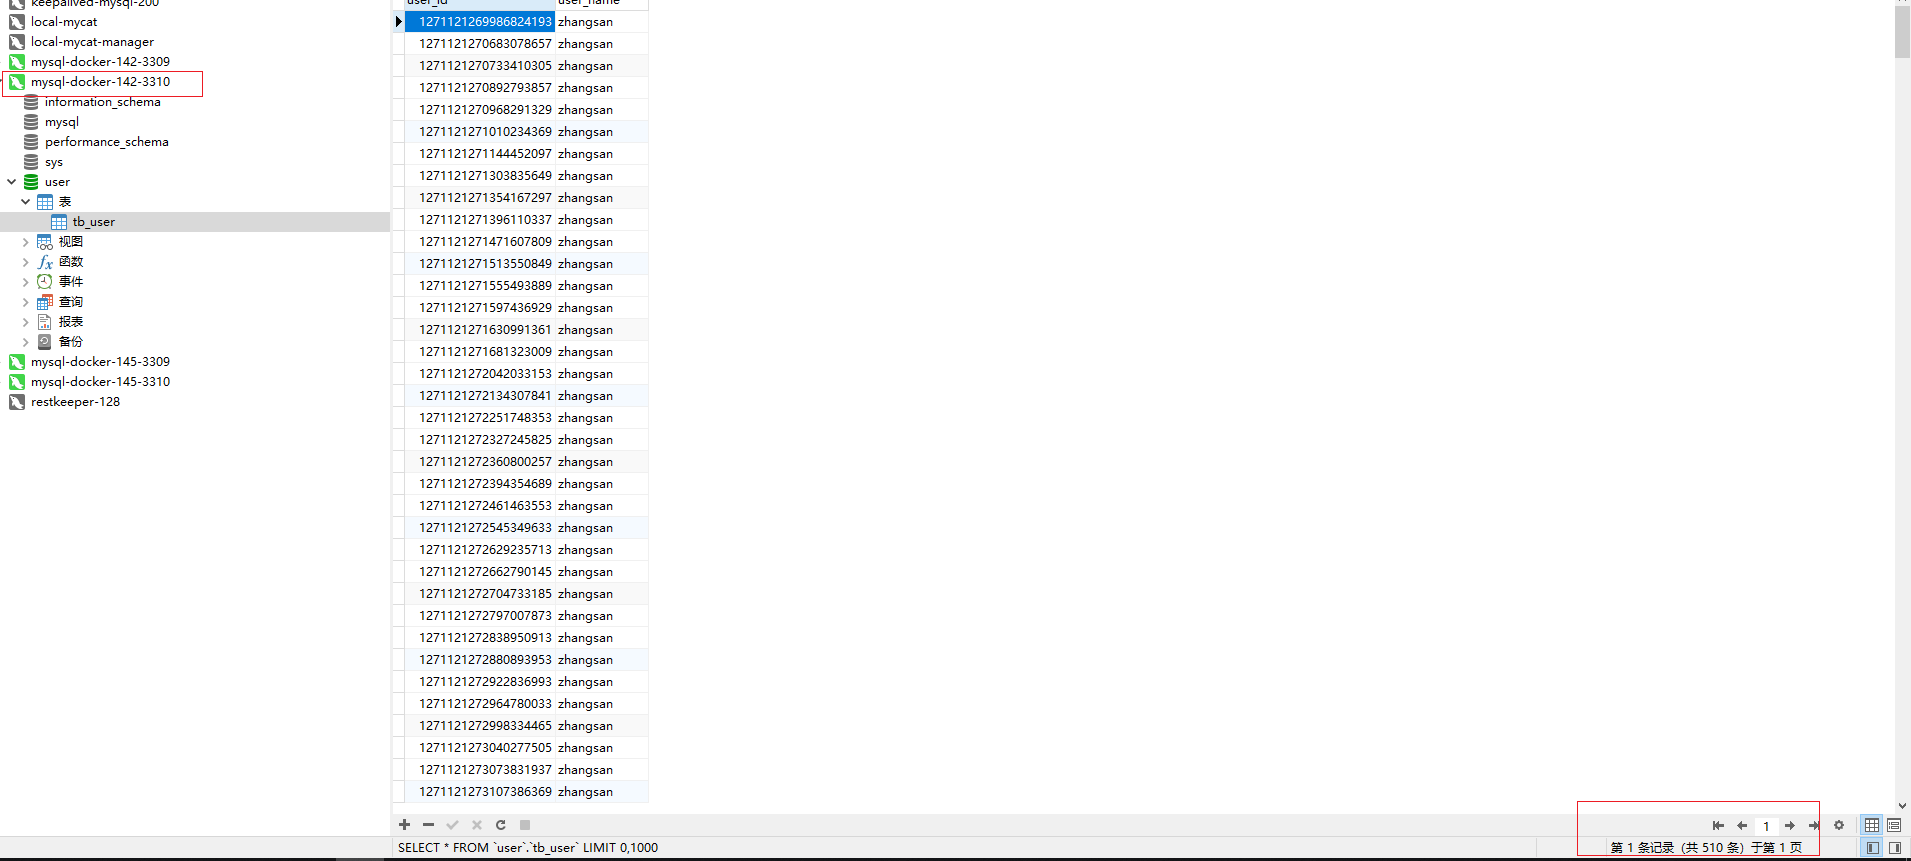 keepalived-mysql-200
local-mycat
local-mycat-manager
mysql-docker-142-3309
mysql-docker-142-3310
information_schema
mysql
performance_schema
sys
user
表
tb_user
视图
fx 函数
事件
查询
报表
备份
mysql-docker-145-3309
mysql-docker-145-3310
restkeeper-128
user_id user_name
1271121269986824193 zhangsan
1271121270683078657 zhangsan
1271121270733410305 zhangsan
1271121270892793857 zhangsan
1271121270968291329 zhangsan
1271121271010234369 zhangsan
1271121271144452097 zhangsan
1271121271303835649 zhangsan
1271121271354167297 zhangsan
1271121271396110337 zhangsan
1271121271471607809 zhangsan
1271121271513550849 zhangsan
1271121271555493889 zhangsan
1271121271597436929 zhangsan
1271121271630991361 zhangsan
1271121271681323009 zhangsan
1271121272042033153 zhangsan
1271121272134307841 zhangsan
1271121272251748353 zhangsan
1271121272327245825 zhangsan
1271121272360800257 zhangsan
1271121272394354689 zhangsan
1271121272461463553 zhangsan
1271121272545349633 zhangsan
1271121272629235713 zhangsan
1271121272662790145 zhangsan
1271121272704733185 zhangsan
1271121272797007873 zhangsan
1271121272838950913 zhangsan
1271121272880893953 zhangsan
1271121272922836993 zhangsan
1271121272964780033 zhangsan
1271121272998334465 zhangsan
1271121273040277505 zhangsan
1271121273073831937 zhangsan
1271121273107386369 zhangsan
1
SELECT * FROM `user`.`tb_user` LIMIT 0,1000
第 1 条记录 (共 510 条) 于第 1 页